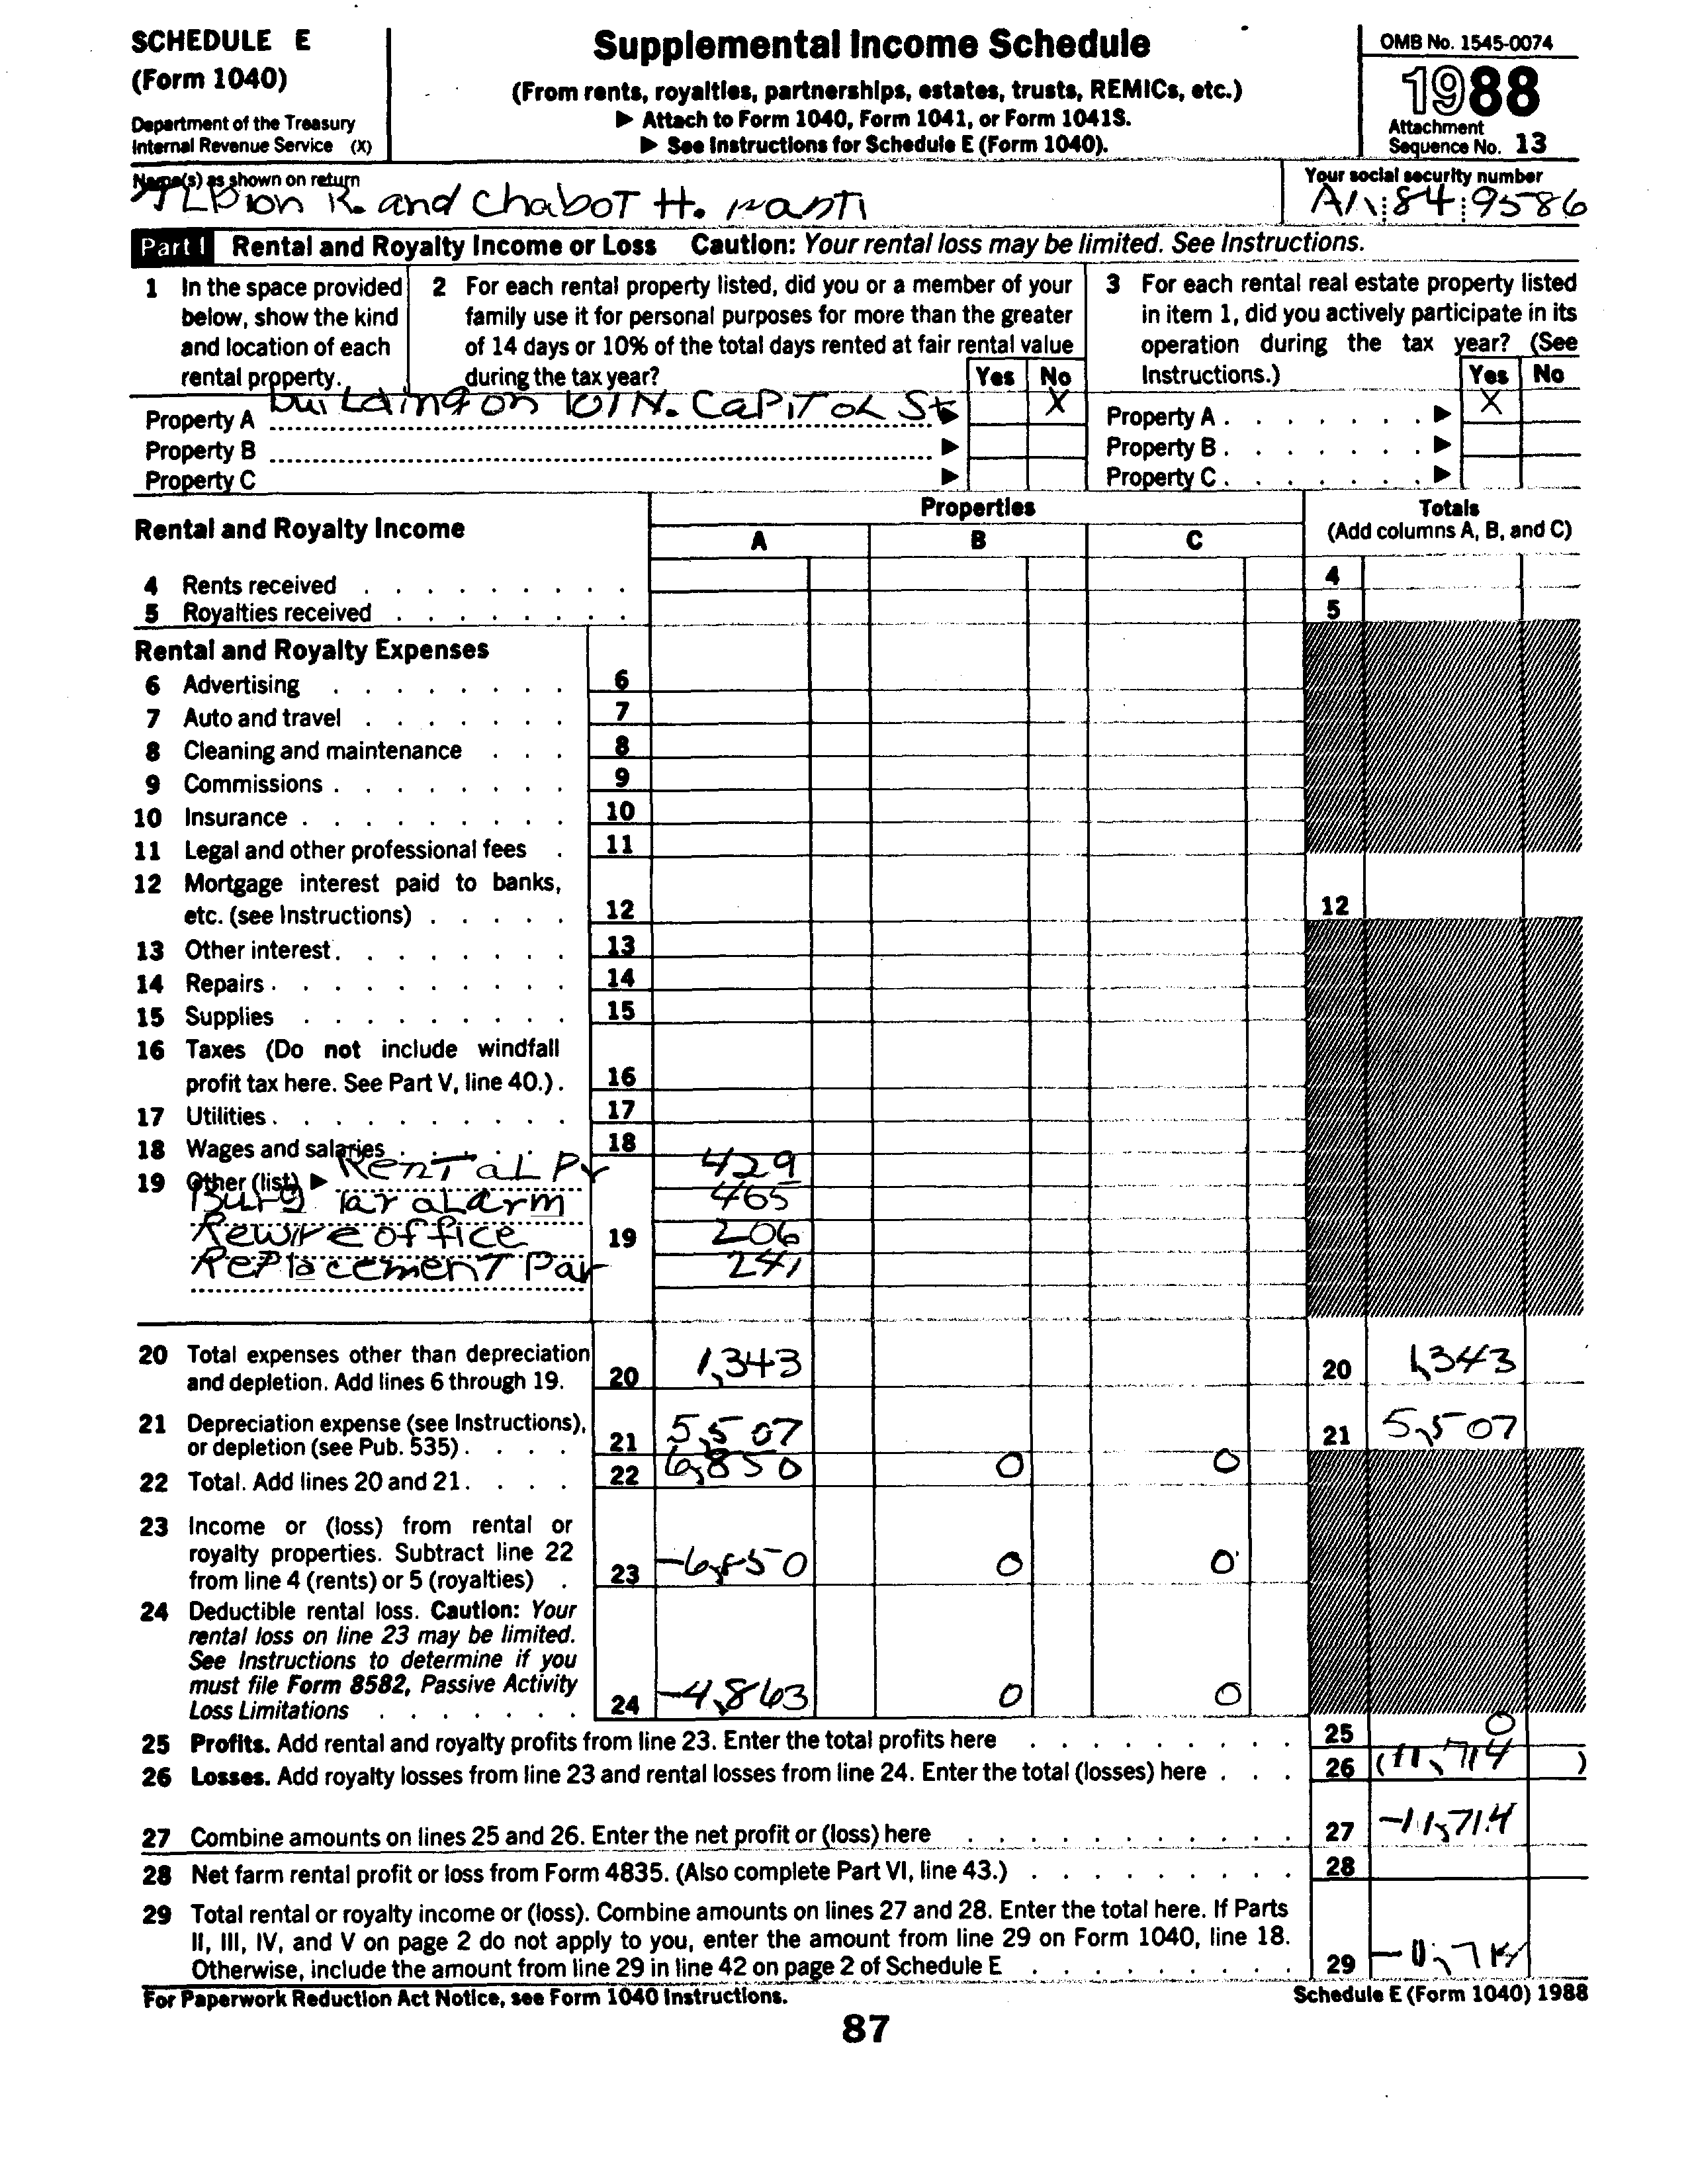 SCHEDULE E
(Form 1040)
Department of the Treasury
Internal Revenue Service (X)
Supplemental Income Schedule
(From rents, royalties, partnerships, estates, trusts, REMICs, etc.)
▶ Attach to Form 1040, Form 1041, or Form 1041S.
▶ See Instructions for Schedule E (Form 1040).
OMB No. 1545-0074
1988
Attachment
Sequence No. 13
Name(s) as shown on return
R. and Chabot H.
Your social security number
84 9586
Part I Rental and Royalty Income or Loss Caution: Your rental loss may be limited. See Instructions.
1 In the space provided below, show the kind and location of each rental property.
2 For each rental property listed, did you or a member of your family use it for personal purposes for more than the greater of 14 days or 10% of the total days rented at fair rental value during the tax year?
Yes No
3 For each rental real estate property listed in item 1, did you actively participate in its operation during the tax year? (See Instructions.)
Yes No
Property A building on 101 N. Capitol St ▶ X
Property A ▶ X
Property B ▶
Property B ▶
Property C ▶
Property C ▶
Rental and Royalty Income
Properties
A B C
Totals
(Add columns A, B, and C)
4 Rents received 4
5 Royalties received 5
Rental and Royalty Expenses
6 Advertising 6
7 Auto and travel 7
8 Cleaning and maintenance 8
9 Commissions 9
10 Insurance 10
11 Legal and other professional fees 11
12 Mortgage interest paid to banks,
etc. (see Instructions) 12 12
13 Other interest 13
14 Repairs 14
15 Supplies 15
16 Taxes (Do not include windfall
profit tax here. See Part V, line 40.) 16
17 Utilities 17
18 Wages and salaries 18
19 Other (list) ▶ Rental Pr 429
Burg lar alarm 465
Rewire office 19 206
Replacement Par 241
20 Total expenses other than depreciation
and depletion. Add lines 6 through 19. 20 1,343 20 1,343
21 Depreciation expense (see Instructions),
or depletion (see Pub. 535) 21 5,507 21 5,507
22 Total. Add lines 20 and 21. 22 6,850 0 0
23 Income or (loss) from rental or
royalty properties. Subtract line 22
from line 4 (rents) or 5 (royalties) 23 -6,850 0 0
24 Deductible rental loss. Caution: Your
rental loss on line 23 may be limited.
See Instructions to determine if you
must file Form 8582, Passive Activity
Loss Limitations 24 -4,863 0 0
25 Profits. Add rental and royalty profits from line 23. Enter the total profits here 25 0
26 Losses. Add royalty losses from line 23 and rental losses from line 24. Enter the total (losses) here 26 (11,714 )
27 Combine amounts on lines 25 and 26. Enter the net profit or (loss) here 27 -11,714
28 Net farm rental profit or loss from Form 4835. (Also complete Part VI, line 43.) 28
29 Total rental or royalty income or (loss). Combine amounts on lines 27 and 28. Enter the total here. If Parts
II, III, IV, and V on page 2 do not apply to you, enter the amount from line 29 on Form 1040, line 18.
Otherwise, include the amount from line 29 in line 42 on page 2 of Schedule E 29 -11,714
For Paperwork Reduction Act Notice, see Form 1040 Instructions.
Schedule E (Form 1040) 1988
87